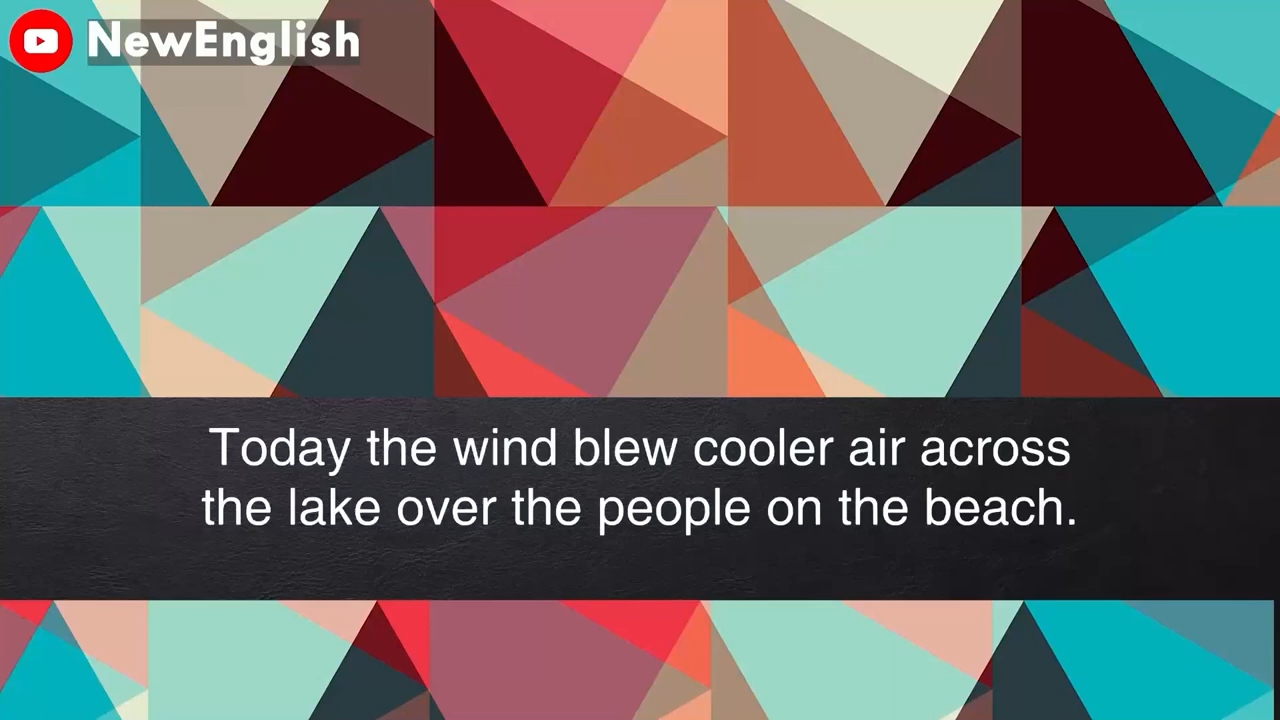 NewEnglish
Today the wind blew cooler air across
the lake over the people on the beach.